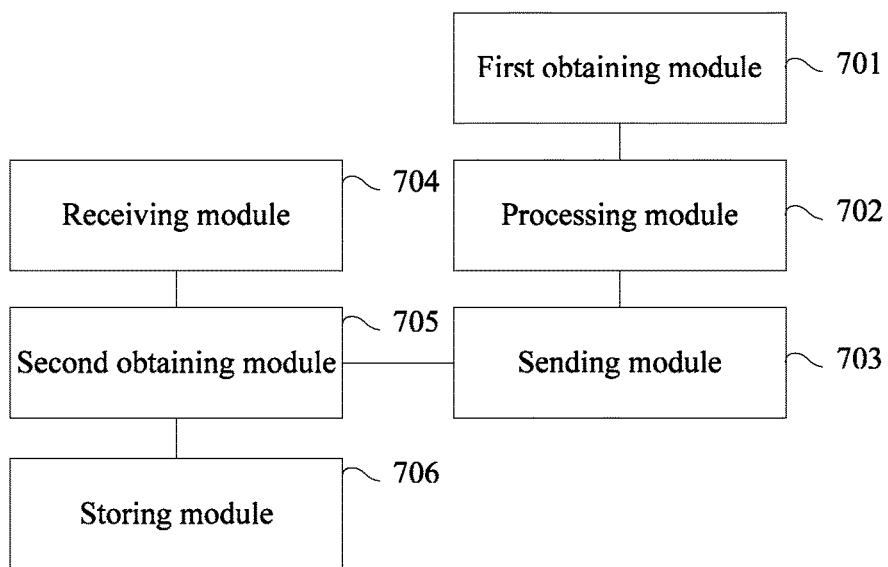 First obtaining module
701
Receiving module
704
Processing module
702
Second obtaining module
705
Sending module
703
Storing module
706